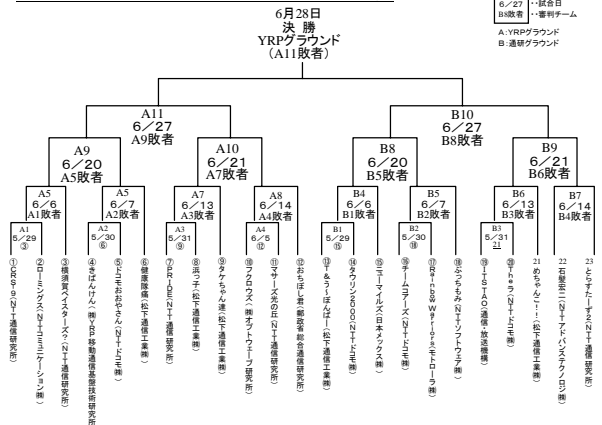 6/27 ・・試合日
B8敗者 ・・審判チーム
A：YRPグラウンド
B：通研グラウンド
6月28日
決 勝
YRPグラウンド
(A11敗者)
A11
6/27
A9敗者
B10
6/27
B8敗者
A9
6/20
A5敗者
A10
6/21
A7敗者
B8
6/20
B5敗者
B9
6/21
B6敗者
A5
6/6
A1敗者
A5
6/7
A2敗者
A7
6/13
A3敗者
A8
6/14
A4敗者
B4
6/6
B1敗者
B5
6/7
B2敗者
B6
6/13
B3敗者
B7
6/14
B4敗者
A1
5/29
③
A2
5/30
⑥
A3
5/31
⑨
A4
6/5
⑫
B1
5/29
⑮
B2
5/30
⑱
B3
5/31
21
①CRS-9(NTT通信研究所)
②ローミングス(NTTコミュニケーション㈱)
③横須賀ベイスターズ?(NTT通信研究所)
④きばんけん(㈱YRP移動通信基盤技術研究所)
⑤ドコモおおやさん(NTTドコモ㈱)
⑥健康隊痛(松下通信工業㈱)
⑦PRIDE(NTT通信研究所)
⑧浜っ子(松下通信工業㈱)
⑨タケちゃん連(松下通信工業㈱)
⑩フクロウズ(㈱オプトウェーブ研究所)
⑪マサーズ光の丘(NTT通信研究所)
⑫おちぼし君(郵政省総合通信研究所)
⑬T&う～ぼんばー(松下通信工業㈱)
⑭タウリン2000(NTTドコモ㈱)
⑮ニューマイルズ(日本メックス㈱)
⑯チームコアーズ(NTTドコモ㈱)
⑰Rainbow Warriors(モトローラ㈱)
⑱ぶっちもみ(NTTソフトウェア㈱)
⑲ITSTAO(通信・放送機構)
⑳Theラ(NTTドコモ㈱)
21 めちゃんこ!!(松下通信工業㈱)
22 石髪宏二(NTTアドバンステクノロジ㈱)
23 とらすたーず2(NTT通信研究所)